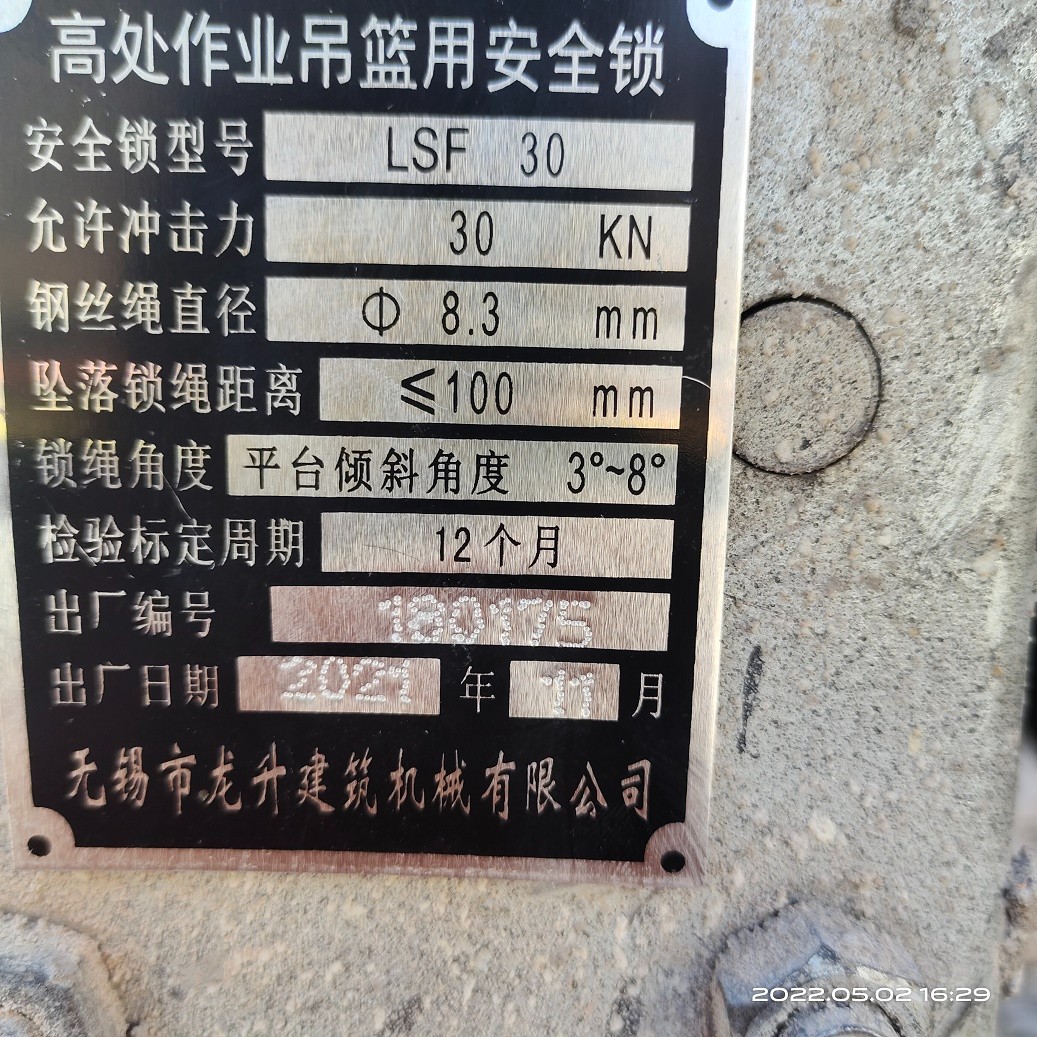 高处作业吊篮用安全锁
安全锁型号 LSF 30
允许冲击力 30 KN
钢丝绳直径 Φ 8.3 mm
坠落锁绳距离 ≤100 mm
锁绳角度 平台倾斜角度 3°~8°
检验标定周期 12个月
出厂编号 180175
出厂日期 2021 年 11 月
无锡市龙升建筑机械有限公司
2022.05.02 16:29